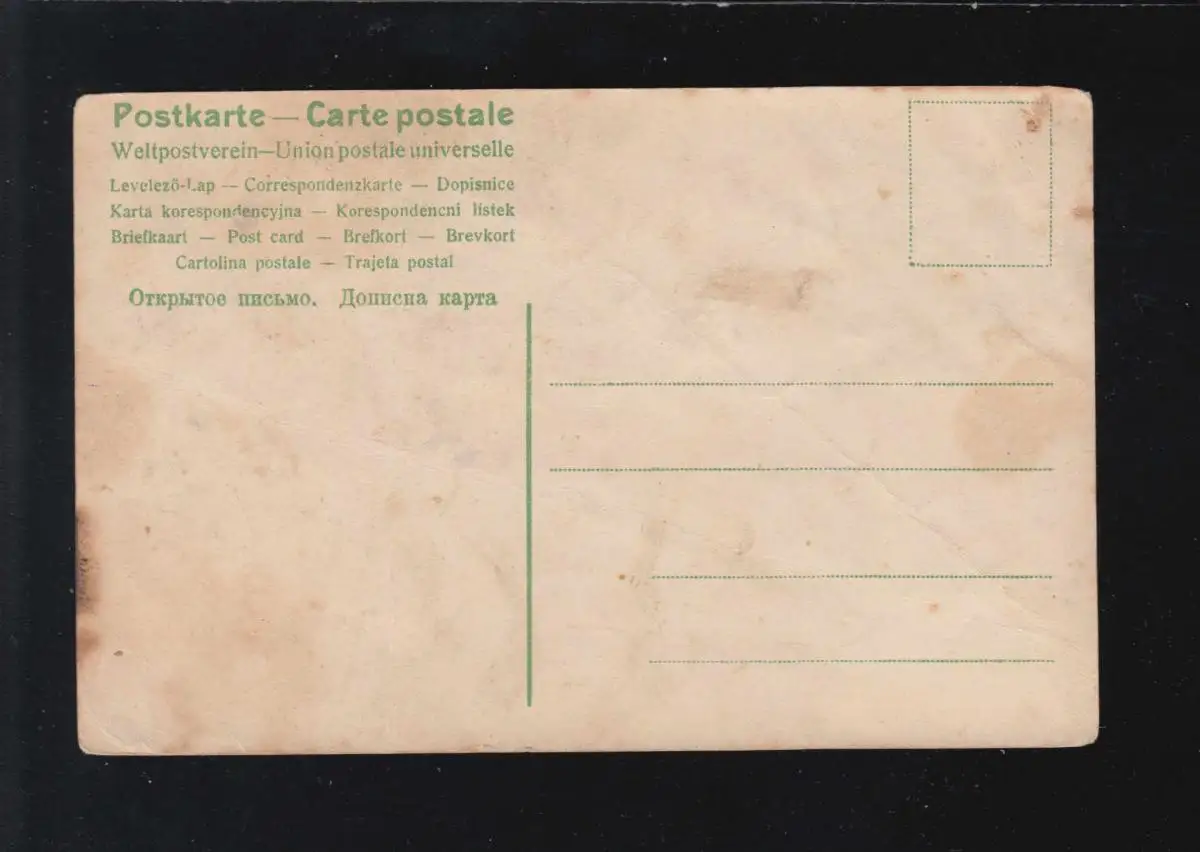 Postkarte — Carte postale
Weltpostverein—Union postale universelle
Levelező-Lap — Correspondenzkarte — Dopisnice
Karta korespondencyjna — Korespondencni listek
Briefkaart — Post card — Brefkort — Brevkort
Cartolina postale — Trajeta postal
Открытое письмо. Дописна карта